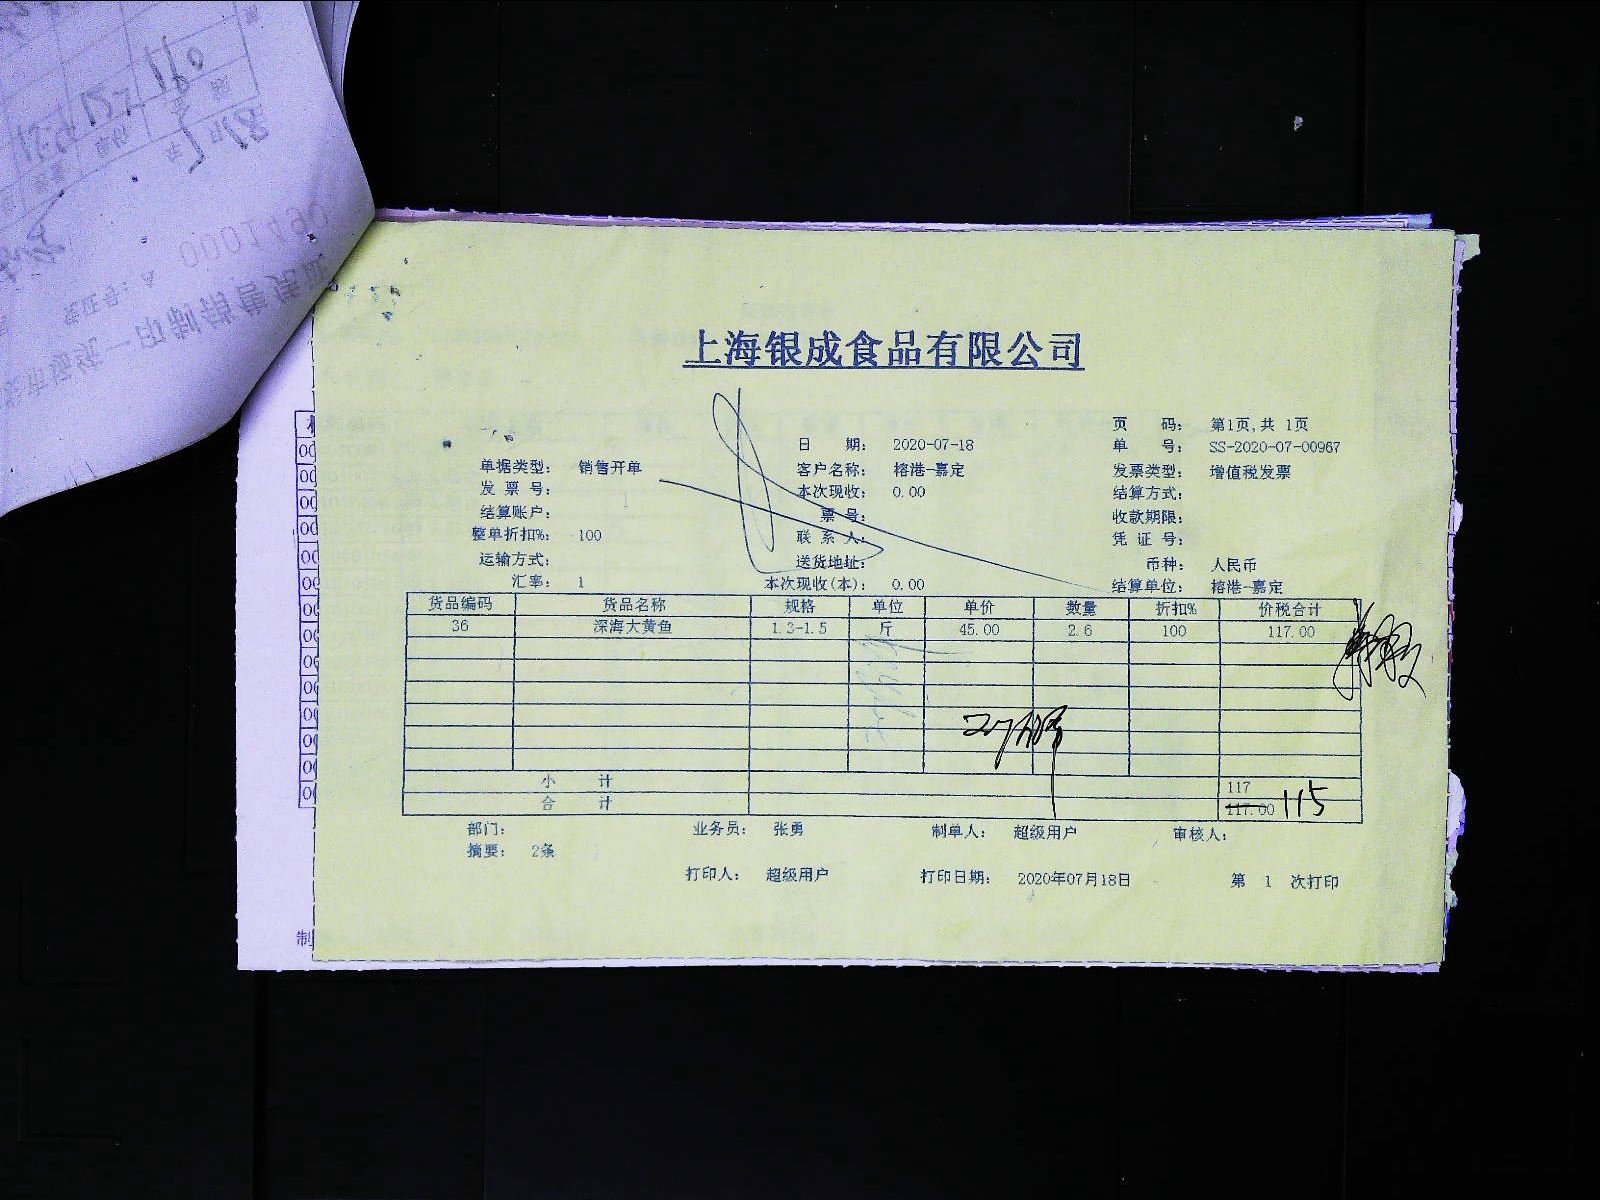 上海银成食品有限公司
页 码： 第1页,共 1页
日 期： 2020-07-18 单 号： SS-2020-07-00967
单据类型： 销售开单 客户名称： 榕港-嘉定 发票类型： 增值税发票
发 票 号： 本次现收： 0.00 结算方式：
结算账户： 票 号： 收款期限：
整单折扣%： 100 联 系 人： 凭 证 号：
运输方式： 送货地址： 币种： 人民币
汇率： 1 本次现收(本)： 0.00 结算单位： 榕港-嘉定
货品编码 货品名称 规格 单位 单价 数量 折扣% 价税合计
36 深海大黄鱼 1.3-1.5 斤 45.00 2.6 100 117.00
小 计 117
合 计 117.00 115
部门： 业务员： 张勇 制单人： 超级用户 审核人：
摘要： 2条
打印人： 超级用户 打印日期： 2020年07月18日 第 1 次打印